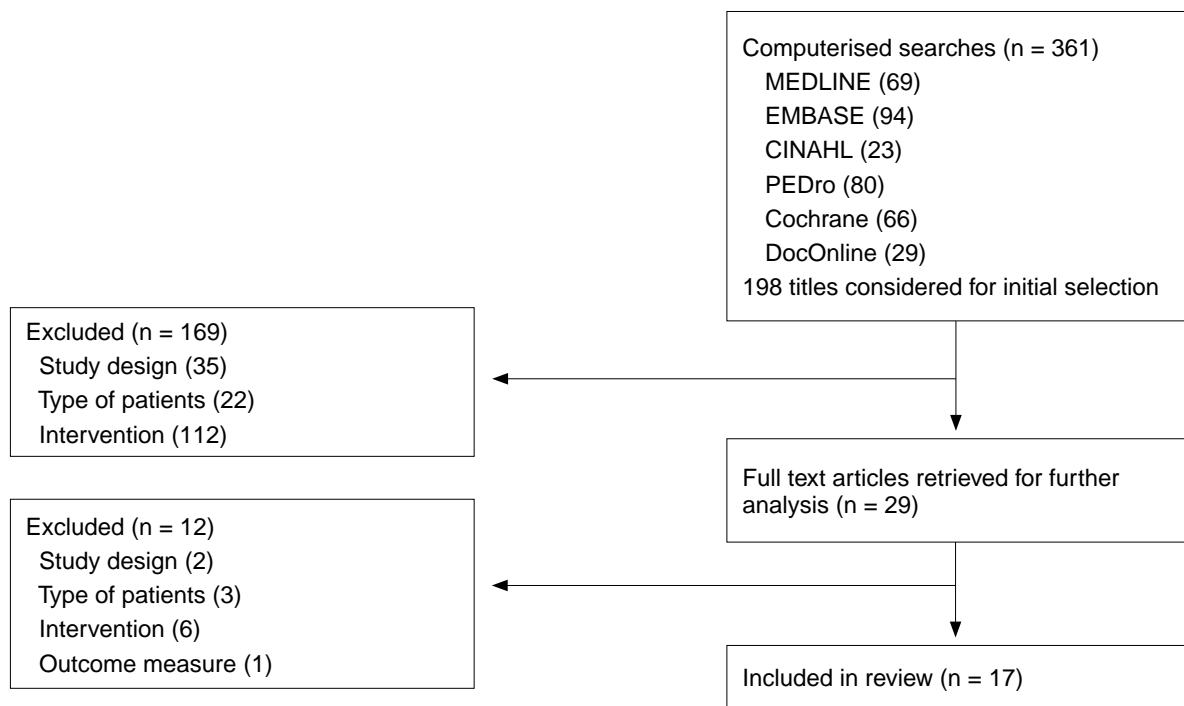 Computerised searches (n = 361)
MEDLINE (69)
EMBASE (94)
CINAHL (23)
PEDro (80)
Cochrane (66)
DocOnline (29)
198 titles considered for initial selection
Excluded (n = 169)
Study design (35)
Type of patients (22)
Intervention (112)
Full text articles retrieved for further
analysis (n = 29)
Excluded (n = 12)
Study design (2)
Type of patients (3)
Intervention (6)
Outcome measure (1)
Included in review (n = 17)